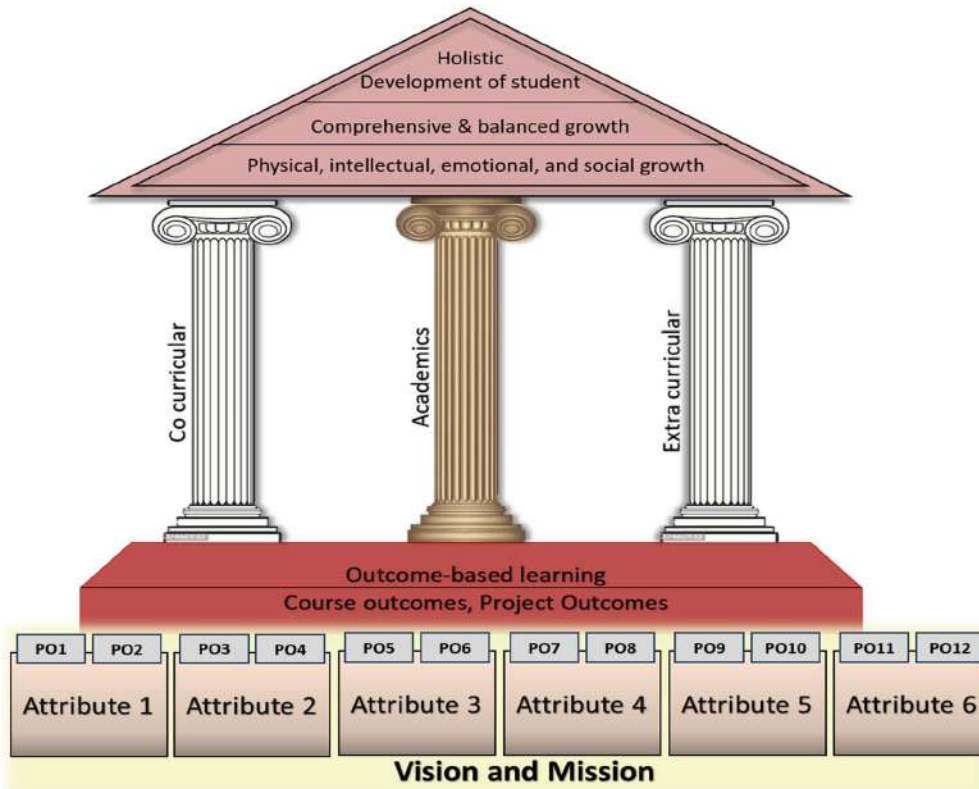 Holistic
Development of student
Comprehensive & balanced growth
Physical, intellectual, emotional, and social growth
Co curricular
Academics
Extra curricular
Outcome-based learning
Course outcomes, Project Outcomes
PO1 PO2 PO3 PO4 PO5 PO6 PO7 PO8 PO9 PO10 PO11 PO12
Attribute 1 Attribute 2 Attribute 3 Attribute 4 Attribute 5 Attribute 6
Vision and Mission